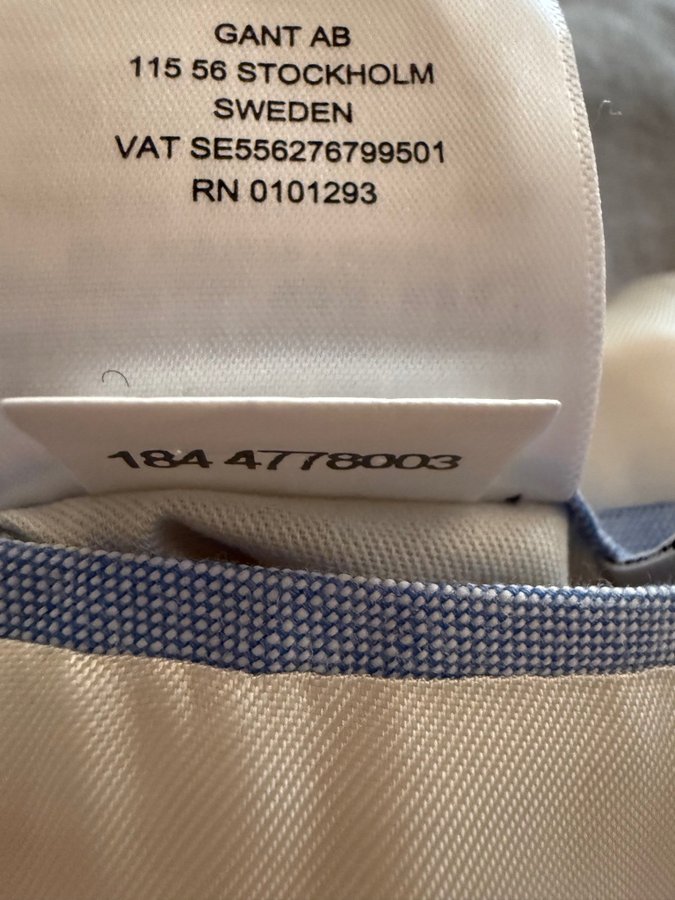 GANT AB
115 56 STOCKHOLM
SWEDEN
VAT SE556276799501
RN 0101293
184 4778003